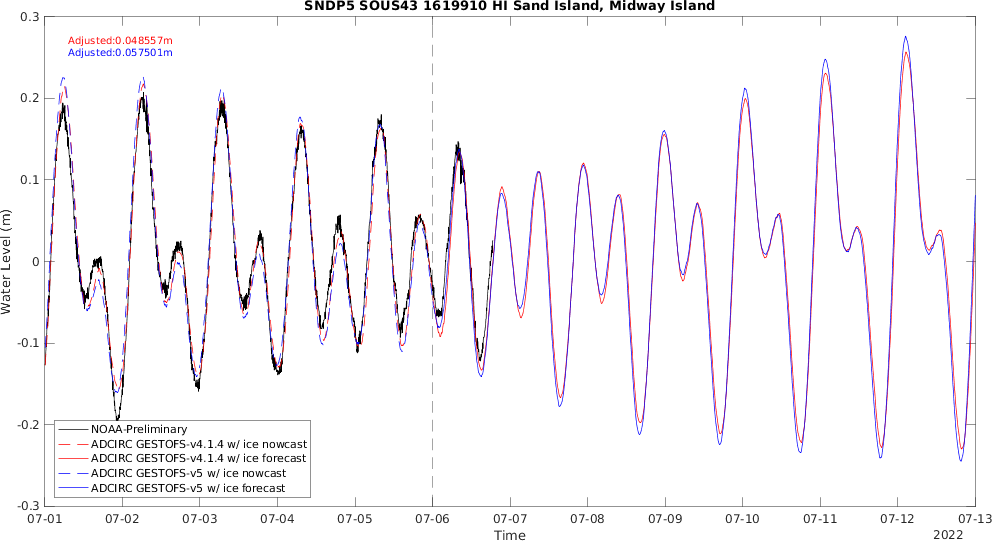 SNDP5 SOUS43 1619910 HI Sand Island, Midway Island
0.3
Adjusted:0.048557m
Adjusted:0.057501m
0.2
0.1
Water Level (m)
0
-0.1
-0.2
-0.3
NOAA-Preliminary
ADCIRC GESTOFS-v4.1.4 w/ ice nowcast
ADCIRC GESTOFS-v4.1.4 w/ ice forecast
ADCIRC GESTOFS-v5 w/ ice nowcast
ADCIRC GESTOFS-v5 w/ ice forecast
07-01 07-02 07-03 07-04 07-05 07-06 07-07 07-08 07-09 07-10 07-11 07-12 07-13
Time
2022